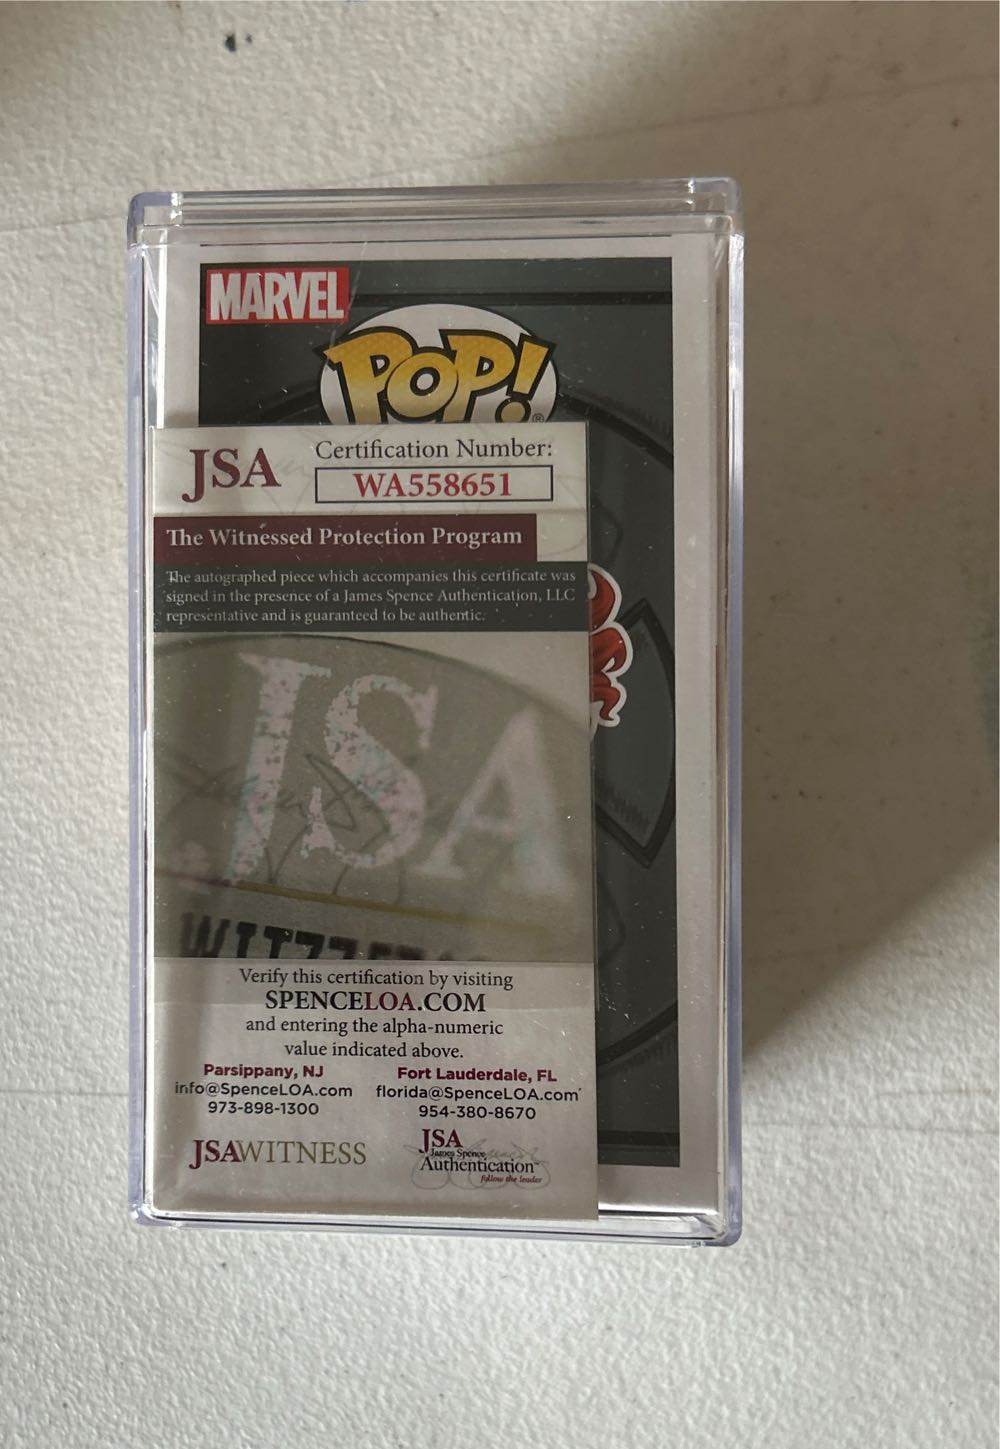 MARVEL
POP!
®
JSA
Certification Number:
WA558651
The Witnessed Protection Program
The autographed piece which accompanies this certificate was
signed in the presence of a James Spence Authentication, LLC
representative and is guaranteed to be authentic.
JSA
Verify this certification by visiting
SPENCELOA.COM
and entering the alpha-numeric
value indicated above.
Parsippany, NJ
info@SpenceLOA.com
973-898-1300
Fort Lauderdale, FL
florida@SpenceLOA.com
954-380-8670
JSAWITNESS
JSA
James Spence
Authentication
follow the leader